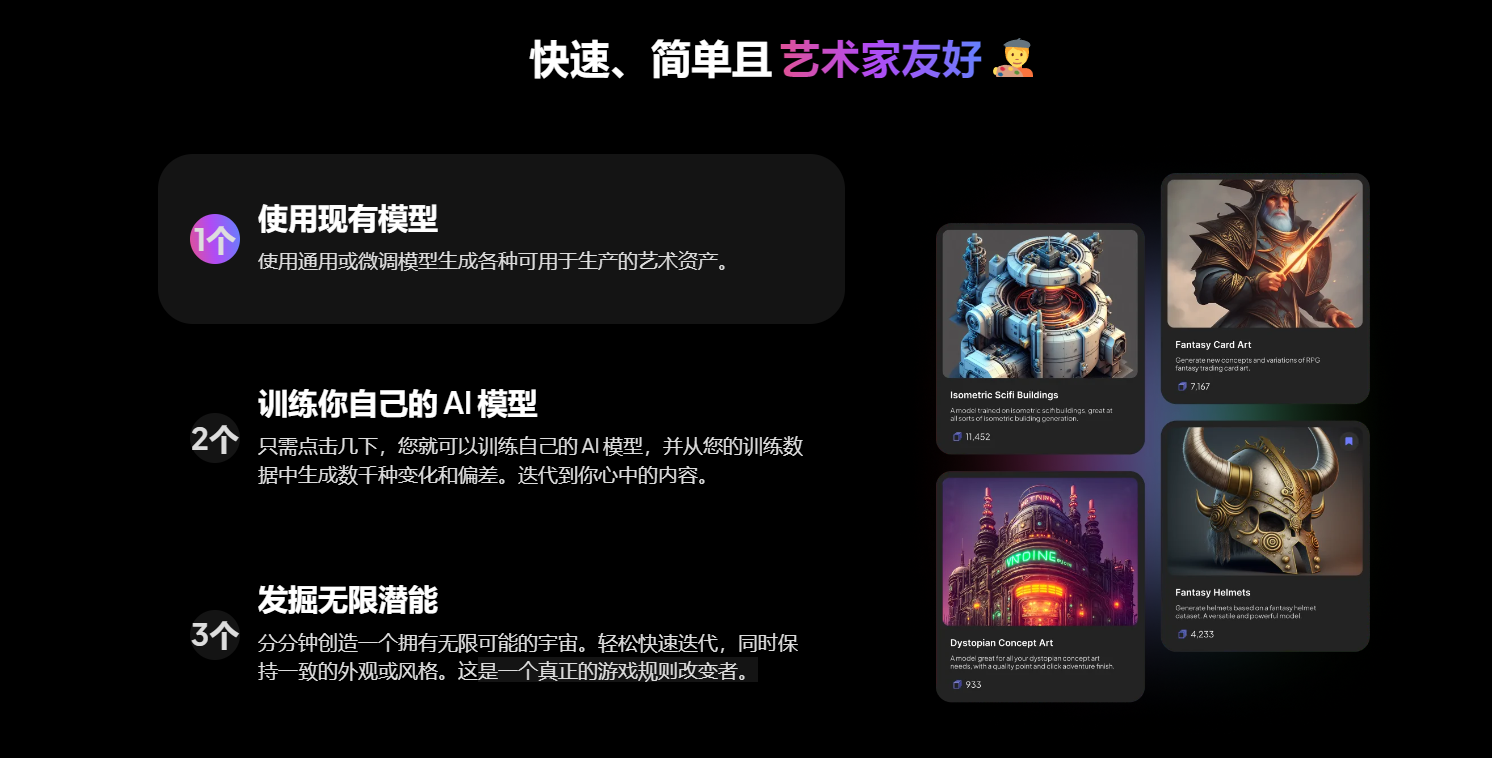 快速、简单且 艺术家友好
1个
使用现有模型
使用通用或微调模型生成各种可用于生产的艺术资产。
2个
训练你自己的 AI 模型
只需点击几下，您就可以训练自己的 AI 模型，并从您的训练数
据中生成数千种变化和偏差。迭代到你心中的内容。
3个
发掘无限潜能
分分钟创造一个拥有无限可能的宇宙。轻松快速迭代，同时保
持一致的外观或风格。这是一个真正的游戏规则改变者。
Isometric Scifi Buildings
A model trained on isometric scifi buildings, great at
all sorts of isometric building generation.
11,452
Dystopian Concept Art
A model great for all your dystopian concept art
needs, with a quality point and click adventure finish.
933
Fantasy Card Art
Generate new concepts and variations of RPG
fantasy trading card art.
7,167
Fantasy Helmets
Generate helmets based on a fantasy helmet
dataset. A versatile and powerful model
4,233